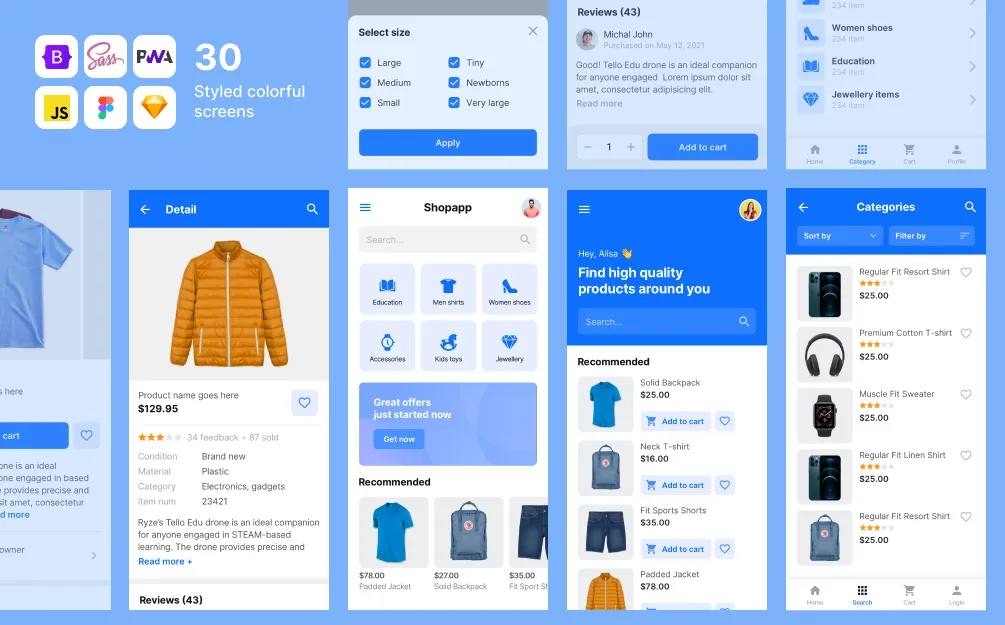 B
PWA
JS
30
Styled colorful
screens
Select size
Large
Tiny
Medium
Newborns
Small
Very large
Apply
Reviews (43)
Michal John
Purchased on May 12, 2021
Good! Tello Edu drone is an ideal companion
for anyone engaged Lorem ipsum dolor sit amet,
consectetur adipisicing elit.
Read more
1
Add to cart
234 item
Women shoes
234 item
Education
234 item
Jewellery items
234 item
Home
Category
Cart
Profile
here
cart
one is an ideal
one engaged in based
e provides precise and
sit amet, consectetur
d more
owner
Detail
Product name goes here
$129.95
34 feedback • 87 sold
Condition Brand new
Material Plastic
Category Electronics, gadgets
Item num 23421
Ryze's Tello Edu drone is an ideal companion
for anyone engaged in STEAM-based
learning. The drone provides precise and
Read more +
Reviews (43)
Shopapp
Search...
Education
Men shirts
Women shoes
Accessories
Kids toys
Jewellery
Great offers
just started now
Get now
Recommended
$78.00
Padded Jacket
$27.00
Solid Backpack
$35.00
Fit Sport Sh
Hey, Alisa 👋
Find high quality
products around you
Search...
Recommended
Solid Backpack
$25.00
Add to cart
Neck T-shirt
$16.00
Add to cart
Fit Sports Shorts
$35.00
Add to cart
Padded Jacket
$78.00
Categories
Sort by
Filter by
Regular Fit Resort Shirt
$25.00
Premium Cotton T-shirt
$25.00
Muscle Fit Sweater
$25.00
Regular Fit Linen Shirt
$25.00
Regular Fit Resort Shirt
$25.00
Home
Search
Cart
Login